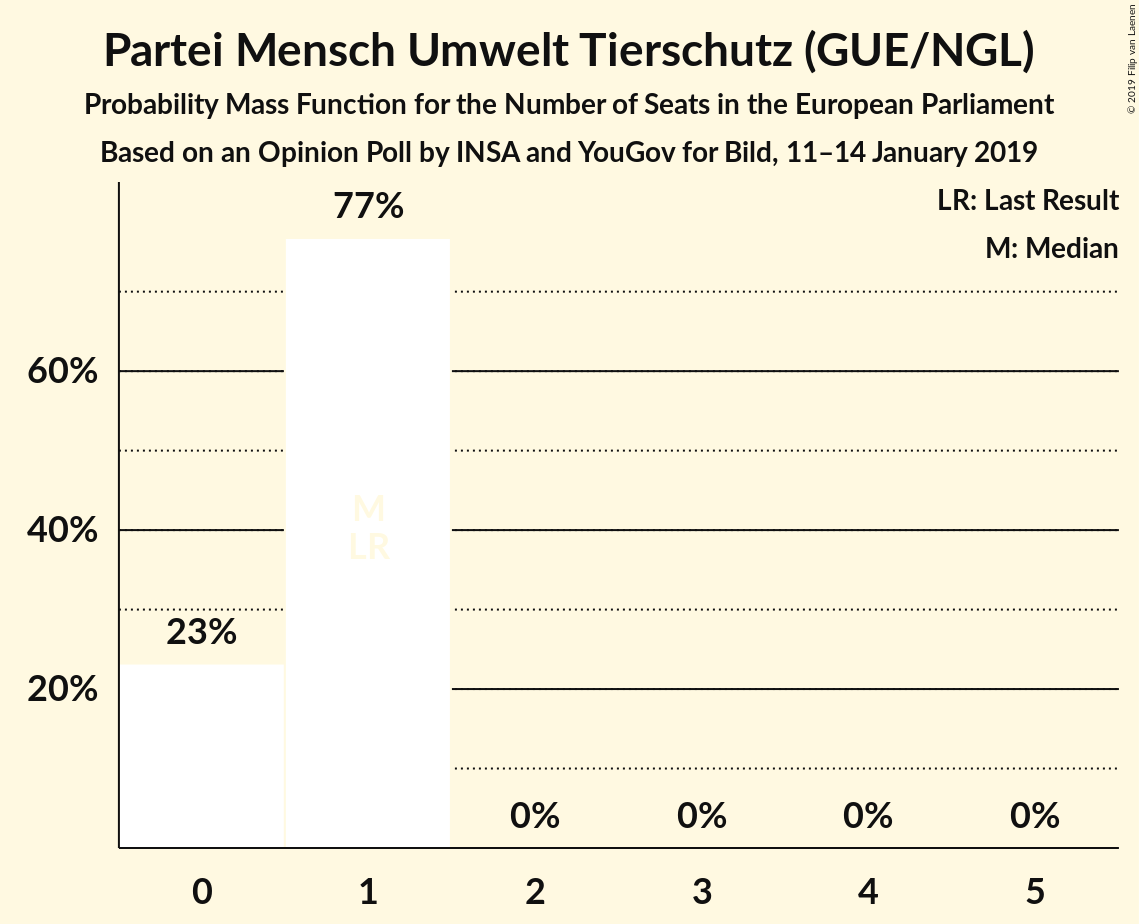 Partei Mensch Umwelt Tierschutz (GUE/NGL)
Probability Mass Function for the Number of Seats in the European Parliament
Based on an Opinion Poll by INSA and YouGov for Bild, 11–14 January 2019
© 2019 Filip van Laenen
LR: Last Result
M: Median
77%
60%
M
40%
LR
23%
20%
0% 0% 0% 0%
0 1 2 3 4 5